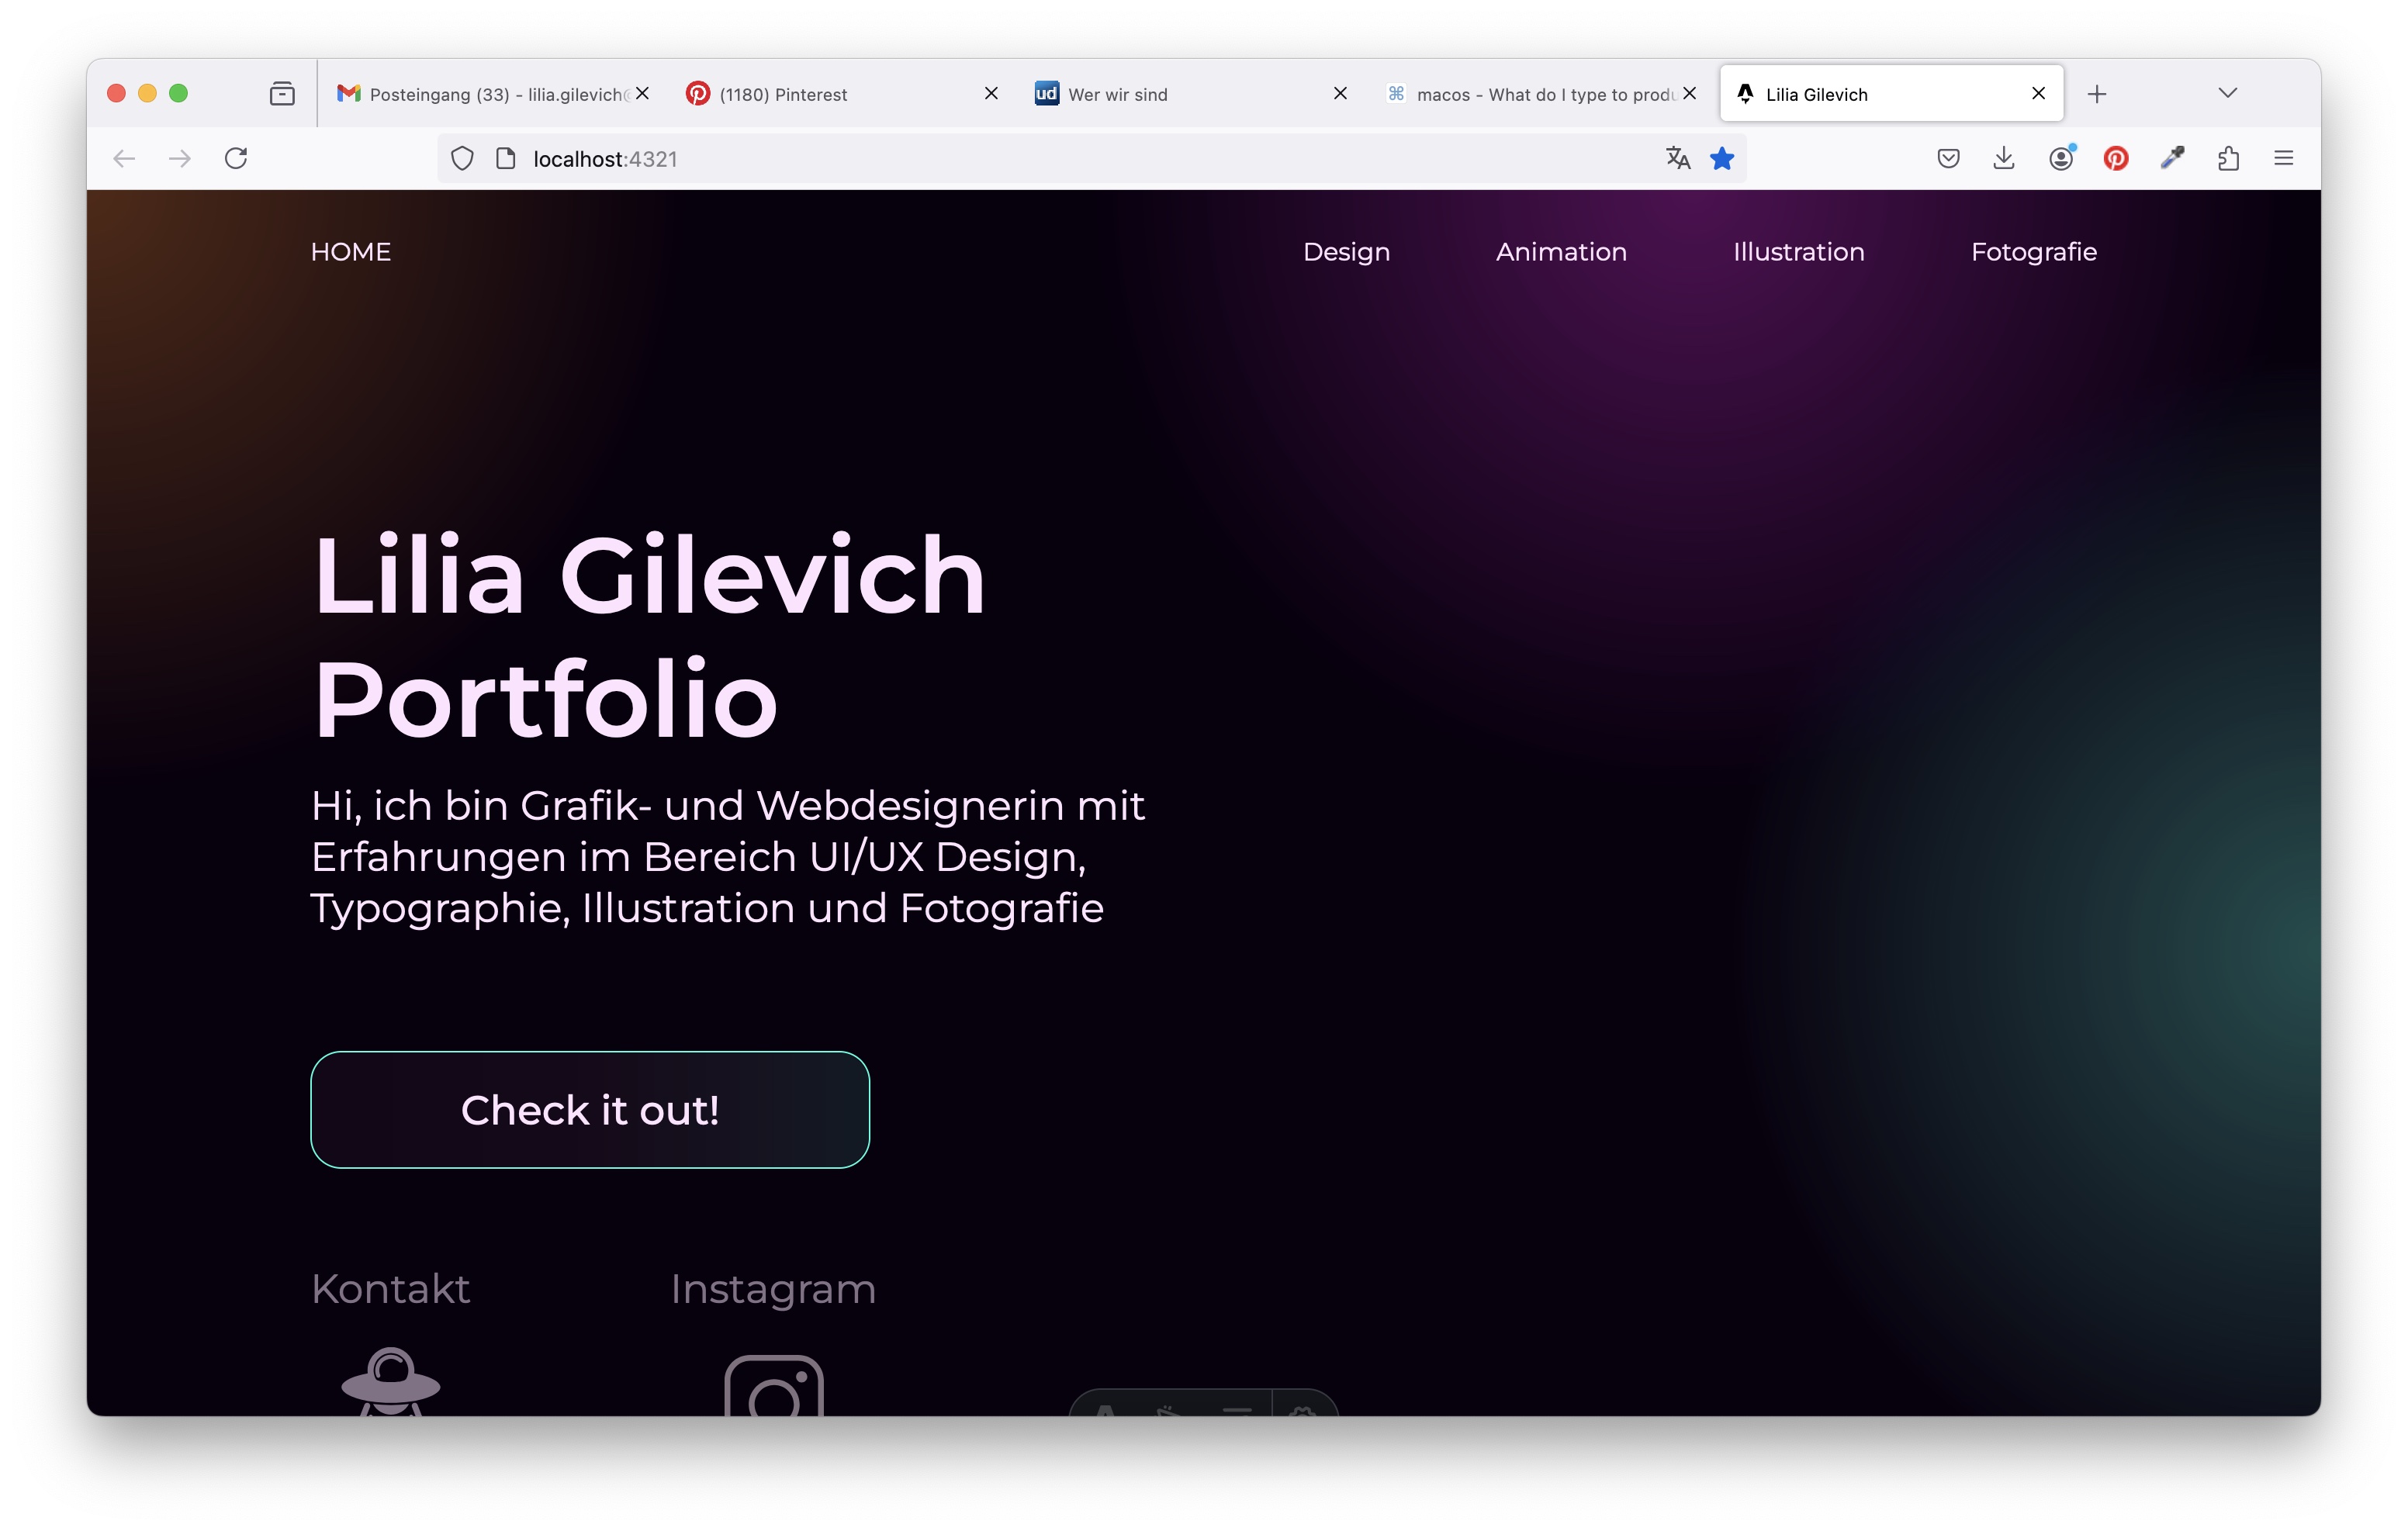 Posteingang (33) - lilia.gilevich@
(1180) Pinterest
ud
Wer wir sind
macos - What do I type to produ
Lilia Gilevich
localhost:4321
HOME
Design
Animation
Illustration
Fotografie
Lilia Gilevich
Portfolio
Hi, ich bin Grafik- und Webdesignerin mit
Erfahrungen im Bereich UI/UX Design,
Typographie, Illustration und Fotografie
Check it out!
Kontakt
Instagram